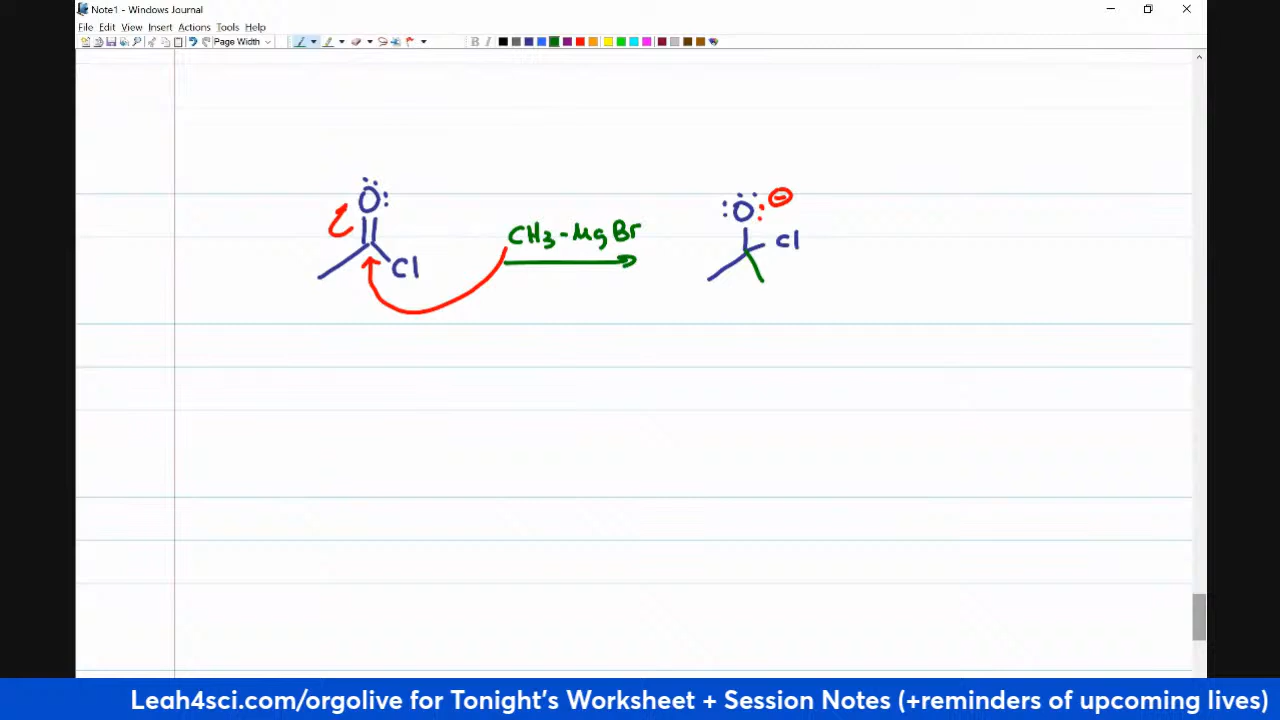 Note1 - Windows Journal
File Edit View Insert Actions Tools Help
Page Width
B I
O
Cl
CH3-MgBr
O
Cl
Leah4sci.com/orgolive for Tonight's Worksheet + Session Notes (+reminders of upcoming lives)